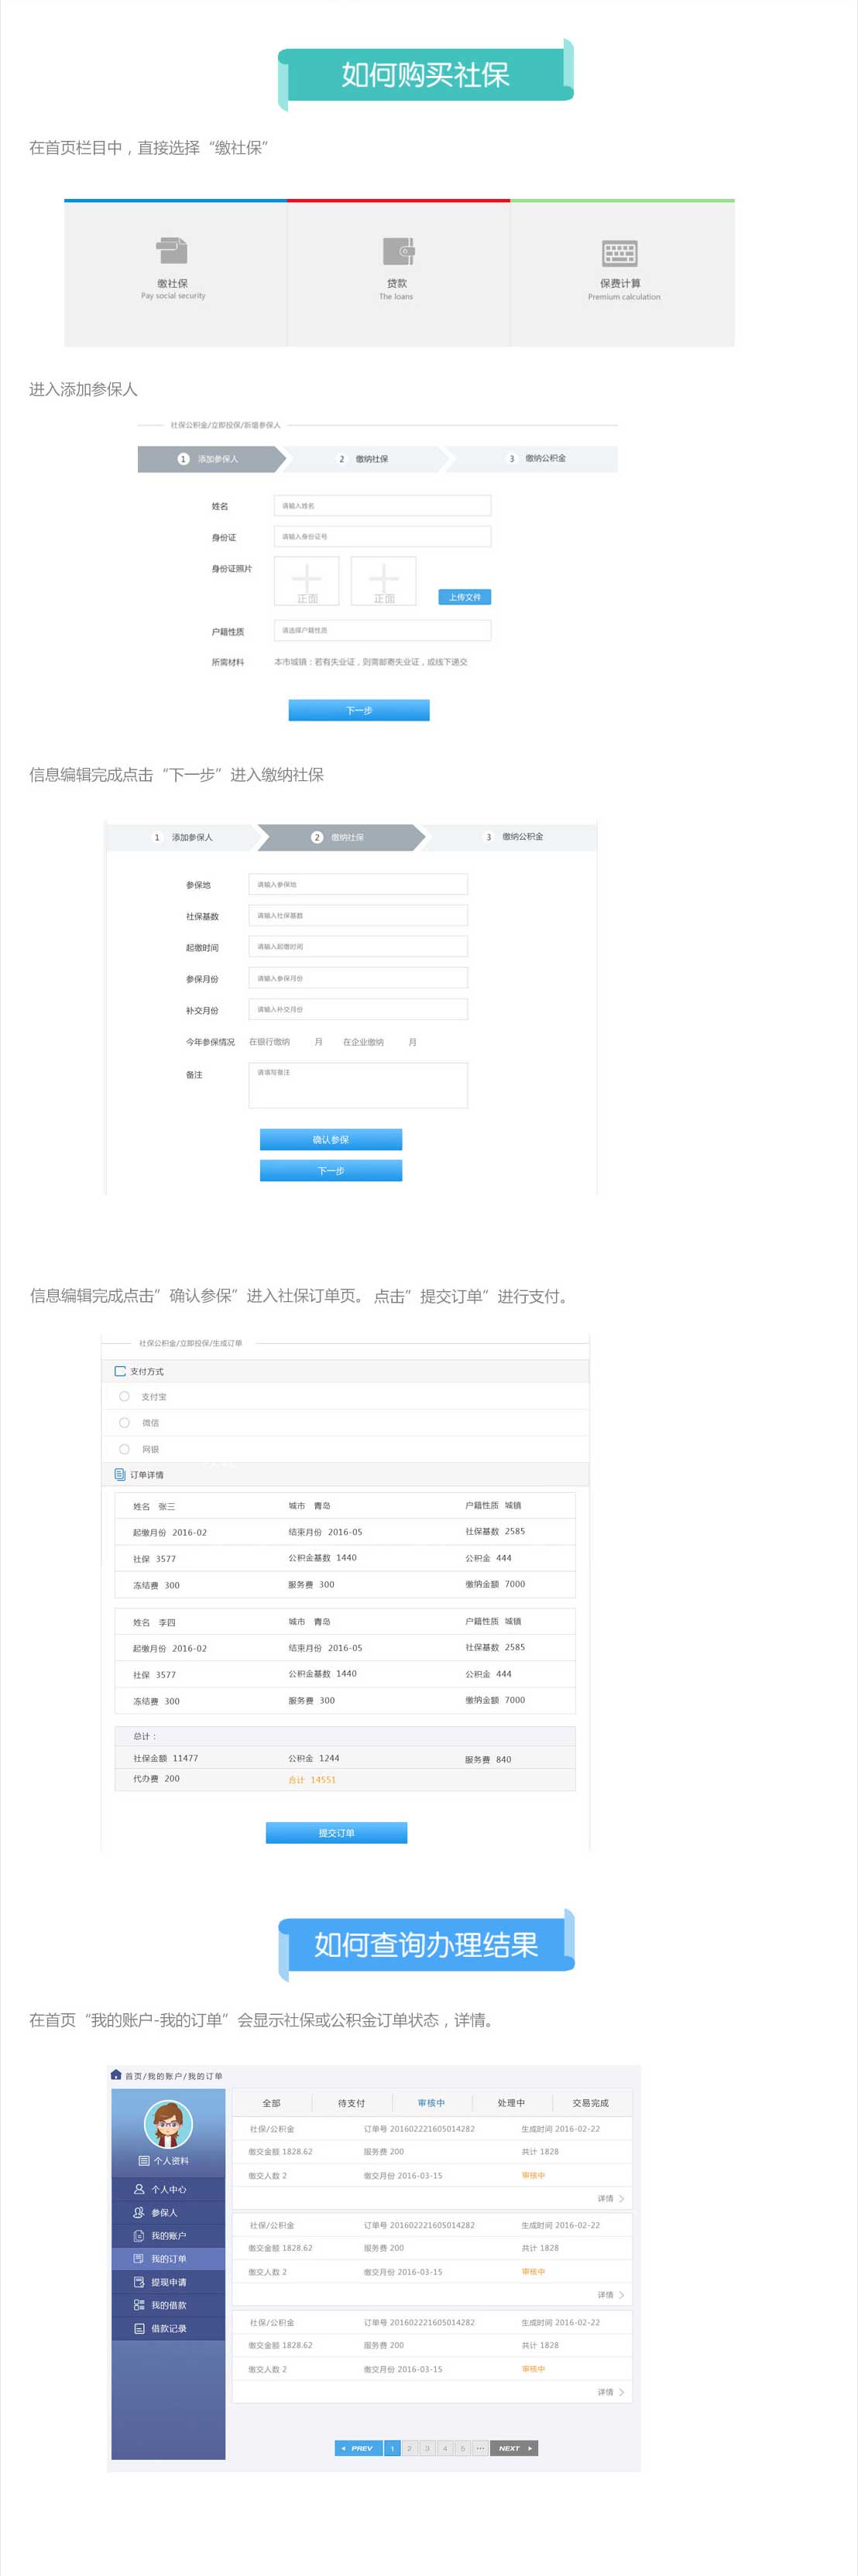 如何购买社保
在首页栏目中，直接选择“缴社保”
缴社保 贷款 保费计算
Pay social security The loans Premium calculation
进入添加参保人
社保公积金/立即投保/新增参保人
1 添加参保人 2 缴纳社保 3 缴纳公积金
姓名 请输入姓名
身份证 请输入身份证号
身份证照片 正面 正面 上传文件
户籍性质 请选择户籍性质
所需材料 本市城镇：若有失业证，则需邮寄失业证，或线下递交
下一步
信息编辑完成点击“下一步”进入缴纳社保
1 添加参保人 2 缴纳社保 3 缴纳公积金
参保地 请输入参保地
社保基数 请输入社保基数
起缴时间 请输入起缴时间
参保月份 请输入参保月份
补交月份 请输入补交月份
今年参保情况 在银行缴纳 月 在企业缴纳 月
备注 请填写备注
确认参保
下一步
信息编辑完成点击”确认参保”进入社保订单页。点击”提交订单”进行支付。
社保公积金/立即投保/生成订单
支付方式
支付宝
微信
网银
订单详情
姓名 张三 城市 青岛 户籍性质 城镇
起缴月份 2016-02 结束月份 2016-05 社保基数 2585
社保 3577 公积金基数 1440 公积金 444
冻结费 300 服务费 300 缴纳金额 7000
姓名 李四 城市 青岛 户籍性质 城镇
起缴月份 2016-02 结束月份 2016-05 社保基数 2585
社保 3577 公积金基数 1440 公积金 444
冻结费 300 服务费 300 缴纳金额 7000
总计：
社保金额 11477 公积金 1244 服务费 840
代办费 200 合计 14551
提交订单
如何查询办理结果
在首页“我的账户-我的订单”会显示社保或公积金订单状态，详情。
首页/我的账户/我的订单
全部 待支付 审核中 处理中 交易完成
个人资料
个人中心
参保人
我的账户
我的订单
提现申请
我的借款
借款记录
社保/公积金 订单号 201602221605014282 生成时间 2016-02-22
缴交金额 1828.62 服务费 200 共计 1828
缴交人数 2 缴交月份 2016-03-15 审核中
详情
社保/公积金 订单号 201602221605014282 生成时间 2016-02-22
缴交金额 1828.62 服务费 200 共计 1828
缴交人数 2 缴交月份 2016-03-15 审核中
详情
社保/公积金 订单号 201602221605014282 生成时间 2016-02-22
缴交金额 1828.62 服务费 200 共计 1828
缴交人数 2 缴交月份 2016-03-15 审核中
详情
PREV 1 2 3 4 5 ··· NEXT